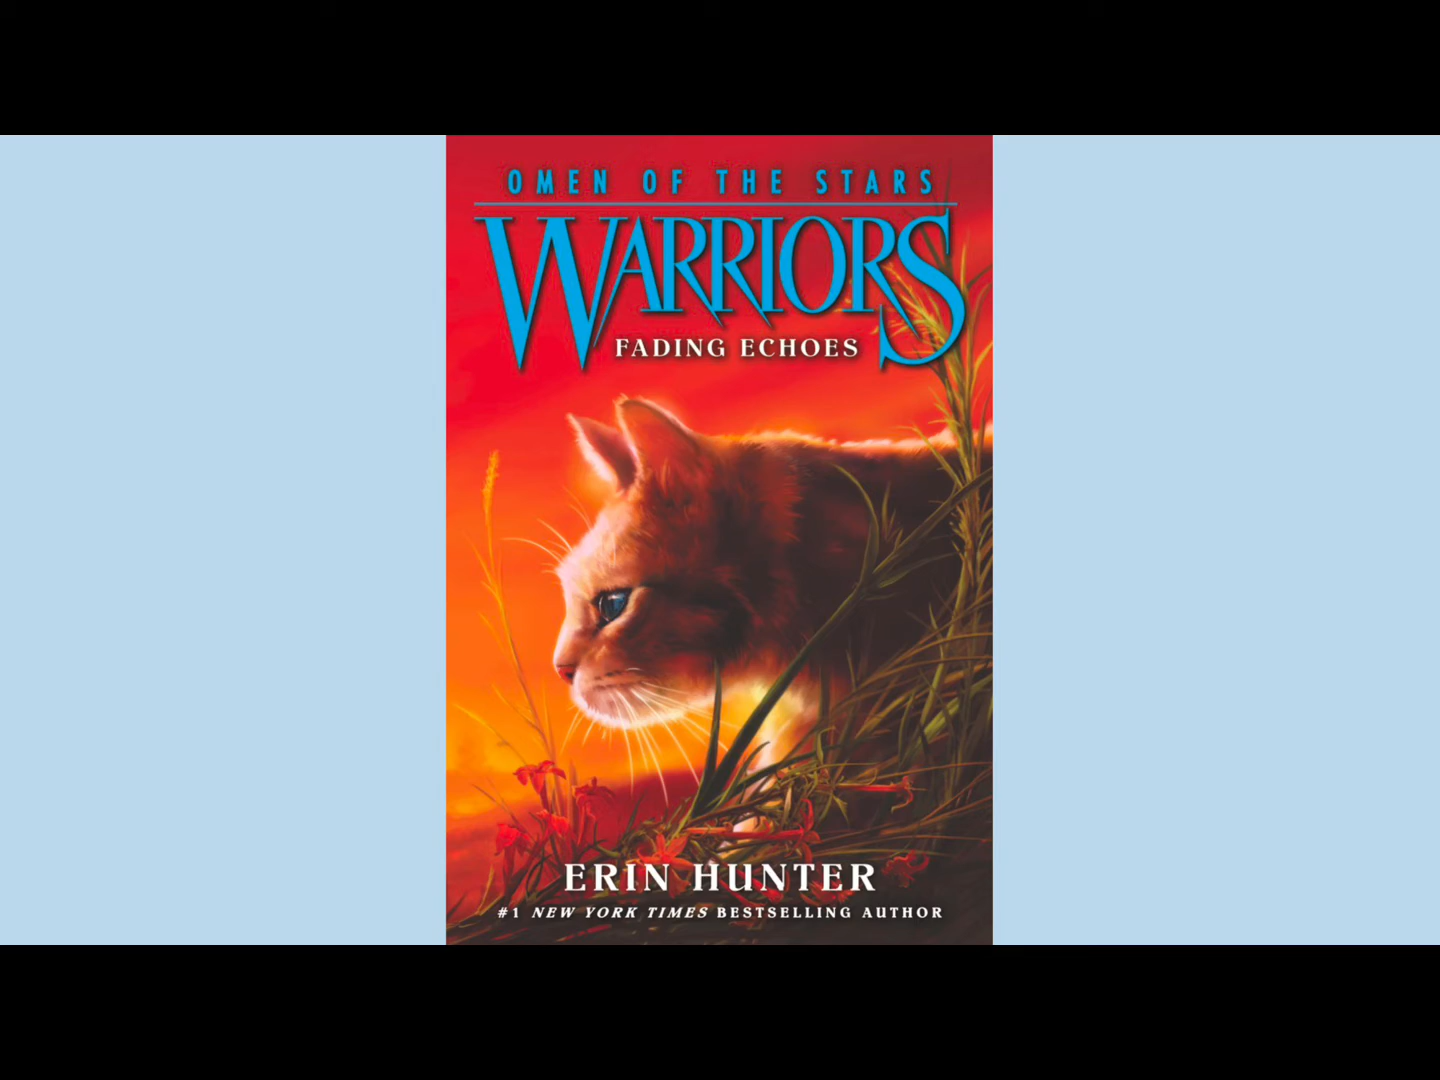 OMEN OF THE STARS
WARRIORS
FADING ECHOES
ERIN HUNTER
#1 NEW YORK TIMES BESTSELLING AUTHOR